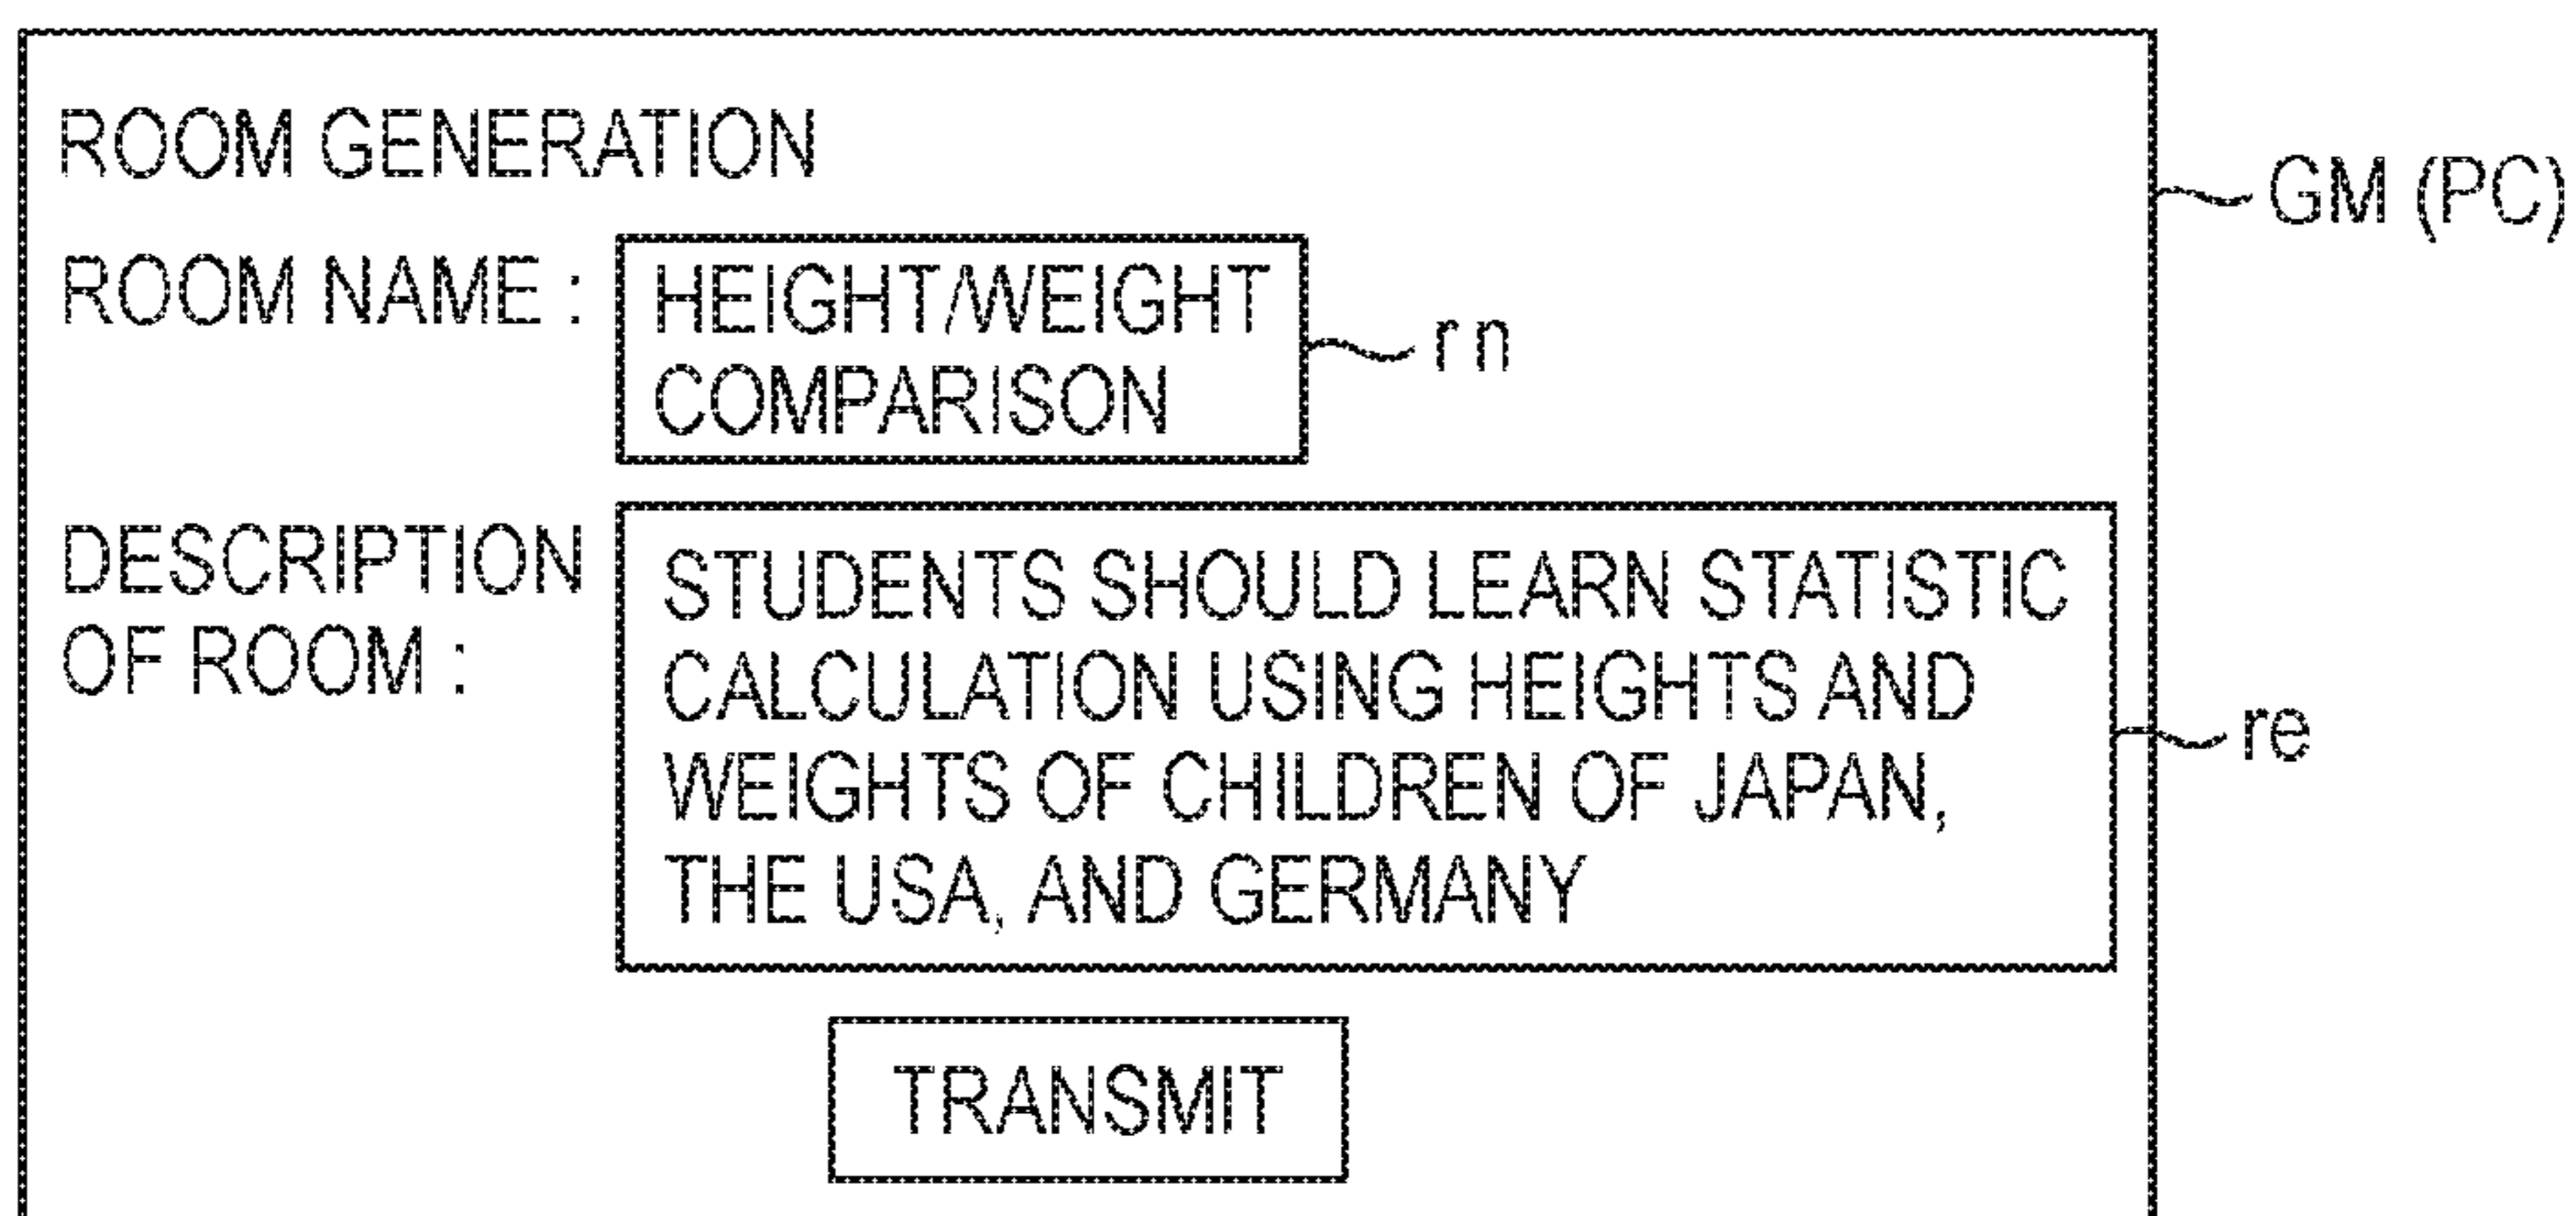 ROOM GENERATION
GM (PC)
ROOM NAME :
HEIGHT/WEIGHT
COMPARISON
rn
DESCRIPTION
OF ROOM :
STUDENTS SHOULD LEARN STATISTIC
CALCULATION USING HEIGHTS AND
WEIGHTS OF CHILDREN OF JAPAN,
THE USA, AND GERMANY
re
TRANSMIT